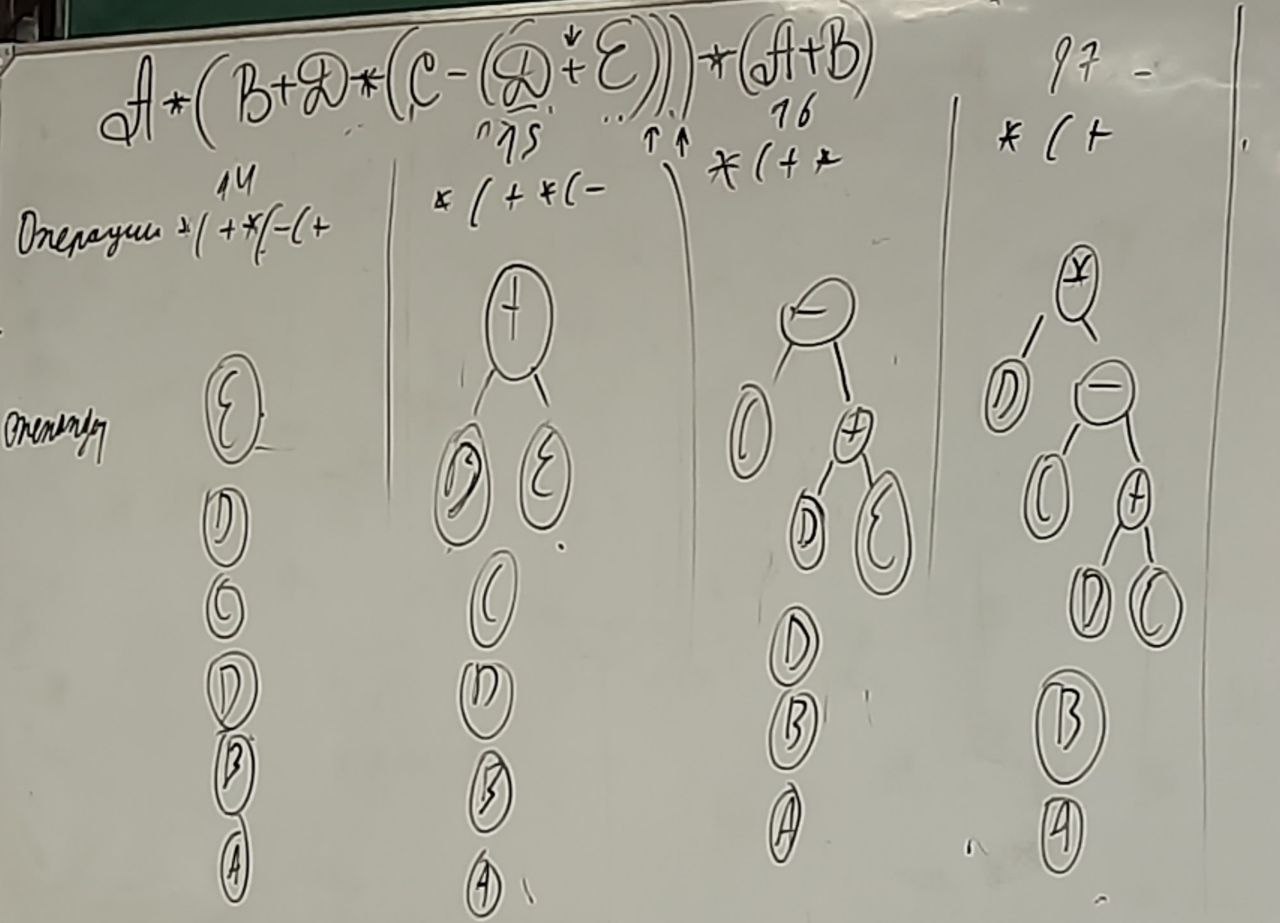 A*(B+D*(C-(D+E)))*(A+B)
14
Операции *(+*(-(+
Операнды
E
D
C
D
B
A
15
*(+*(-
+
D E
C
D
B
A
16
*(+*
-
C +
D E
D
B
A
17
*(+
*
D -
C +
D C
B
A